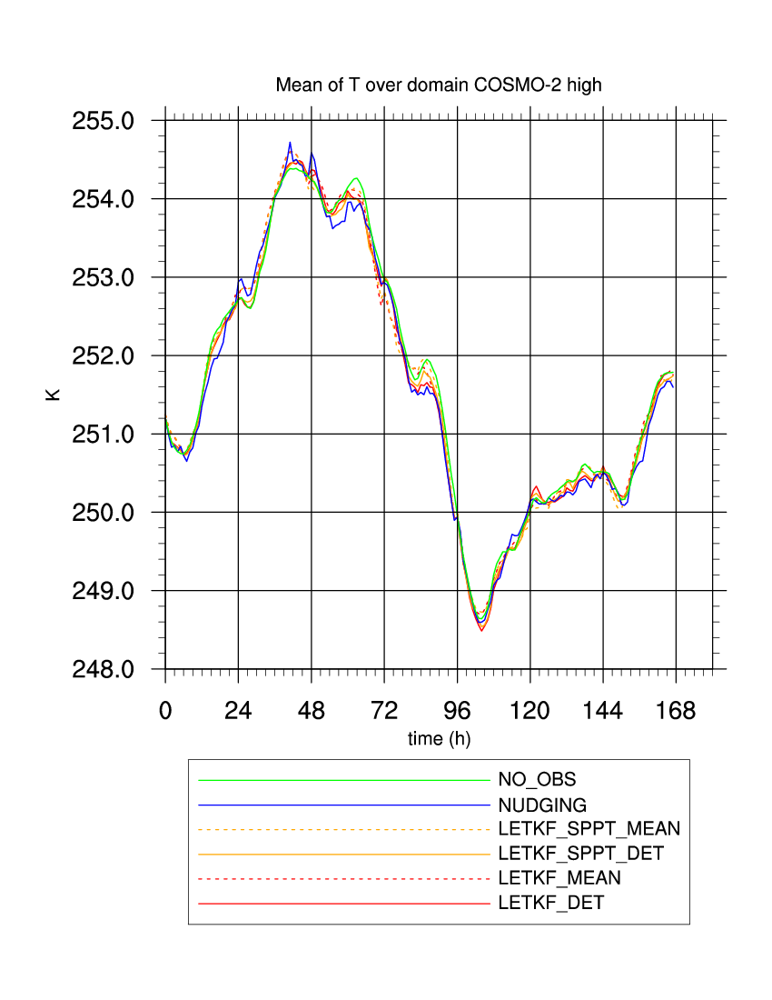 Mean of T over domain COSMO-2 high
255.0
254.0
253.0
252.0
251.0
250.0
249.0
248.0
K
0 24 48 72 96 120 144 168
time (h)
NO_OBS
NUDGING
LETKF_SPPT_MEAN
LETKF_SPPT_DET
LETKF_MEAN
LETKF_DET